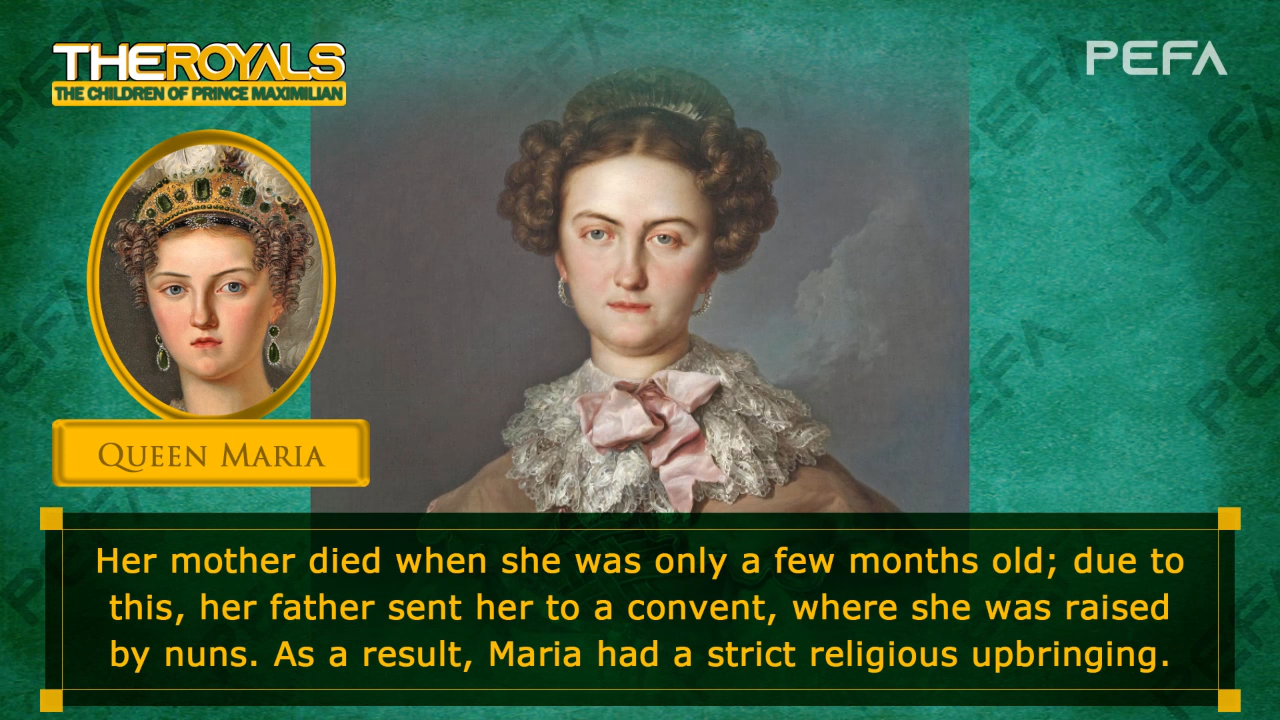 THEROYALS
THE CHILDREN OF PRINCE MAXIMILIAN
PEFA
QUEEN MARIA
Her mother died when she was only a few months old; due to
this, her father sent her to a convent, where she was raised
by nuns. As a result, Maria had a strict religious upbringing.